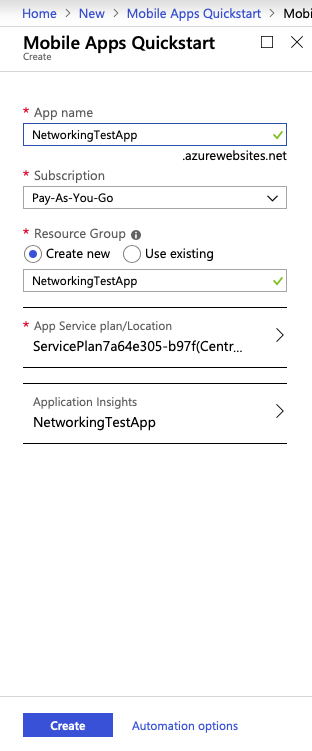 Home > New > Mobile Apps Quickstart > Mobi
Mobile Apps Quickstart
Create
* App name
NetworkingTestApp
.azurewebsites.net
* Subscription
Pay-As-You-Go
* Resource Group
Create new Use existing
NetworkingTestApp
* App Service plan/Location
ServicePlan7a64e305-b97f(Centr...
Application Insights
NetworkingTestApp
Create Automation options